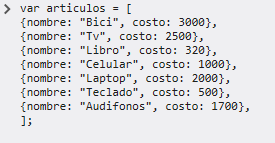 var articulos = [
{nombre: "Bici", costo: 3000},
{nombre: "Tv", costo: 2500},
{nombre: "Libro", costo: 320},
{nombre: "Celular", costo: 1000},
{nombre: "Laptop", costo: 2000},
{nombre: "Teclado", costo: 500},
{nombre: "Audifonos", costo: 1700},
];